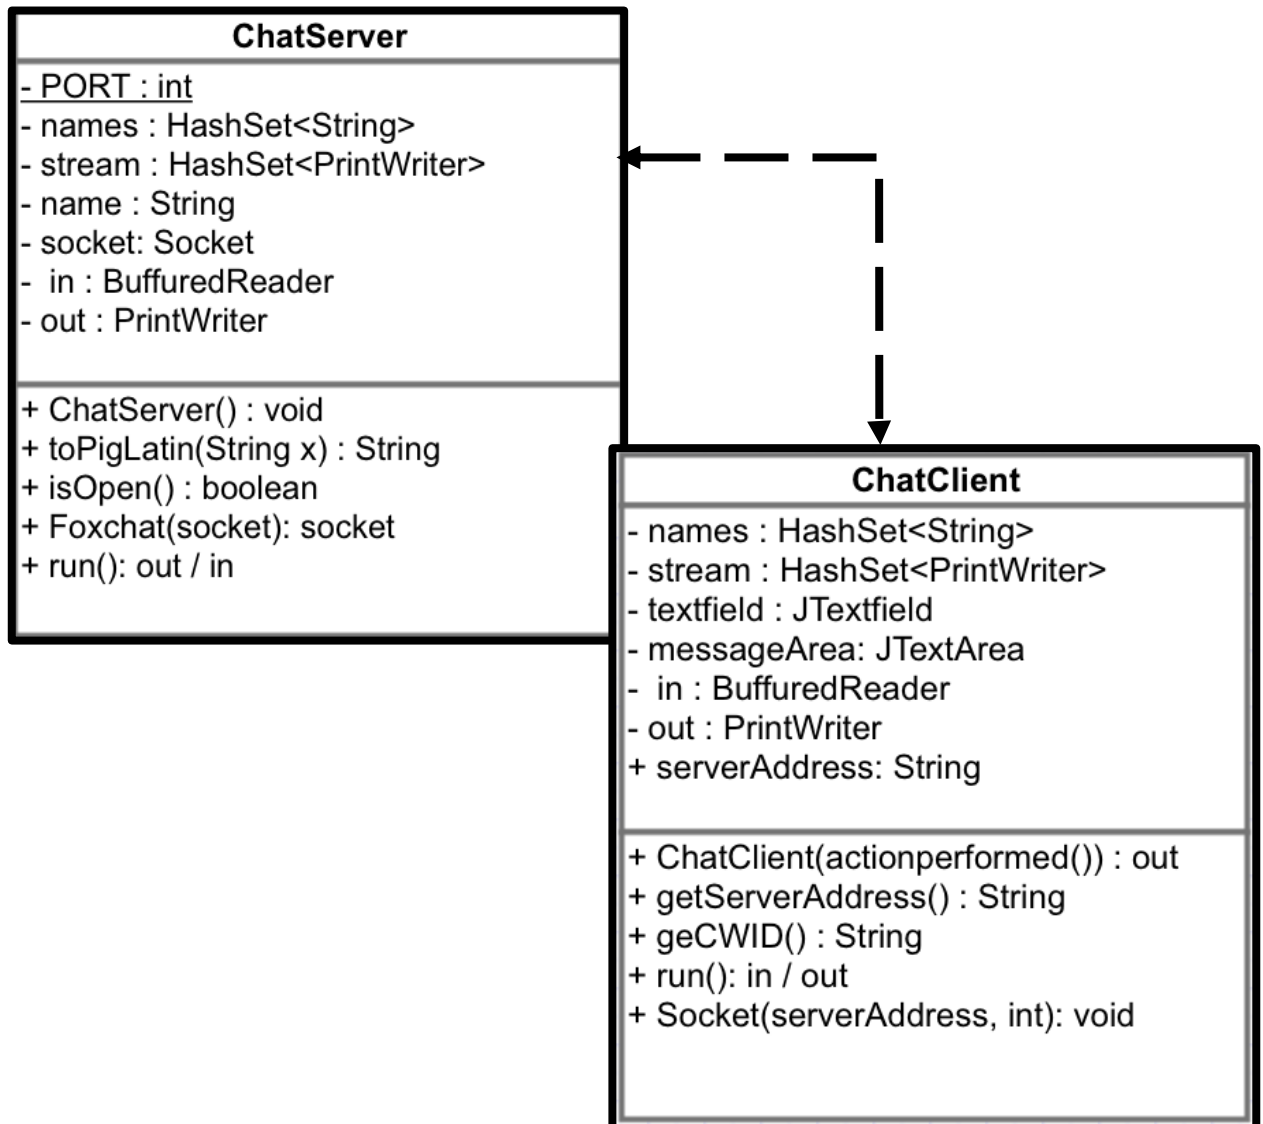 ChatServer
- PORT : int
- names : HashSet<String>
- stream : HashSet<PrintWriter>
- name : String
- socket: Socket
- in : BuffuredReader
- out : PrintWriter
+ ChatServer() : void
+ toPigLatin(String x) : String
+ isOpen() : boolean
+ Foxchat(socket): socket
+ run(): out / in
ChatClient
- names : HashSet<String>
- stream : HashSet<PrintWriter>
- textfield : JTextfield
- messageArea: JTextArea
- in : BuffuredReader
- out : PrintWriter
+ serverAddress: String
+ ChatClient(actionperformed()) : out
+ getServerAddress() : String
+ geCWID() : String
+ run(): in / out
+ Socket(serverAddress, int): void